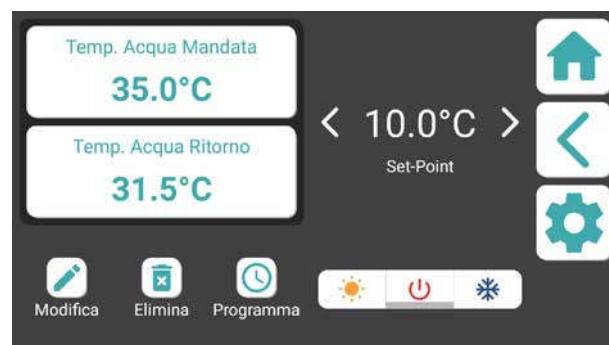 Temp. Acqua Mandata
35.0°C
Temp. Acqua Ritorno
31.5°C
10.0°C
Set-Point
Modifica
Elimina
Programma